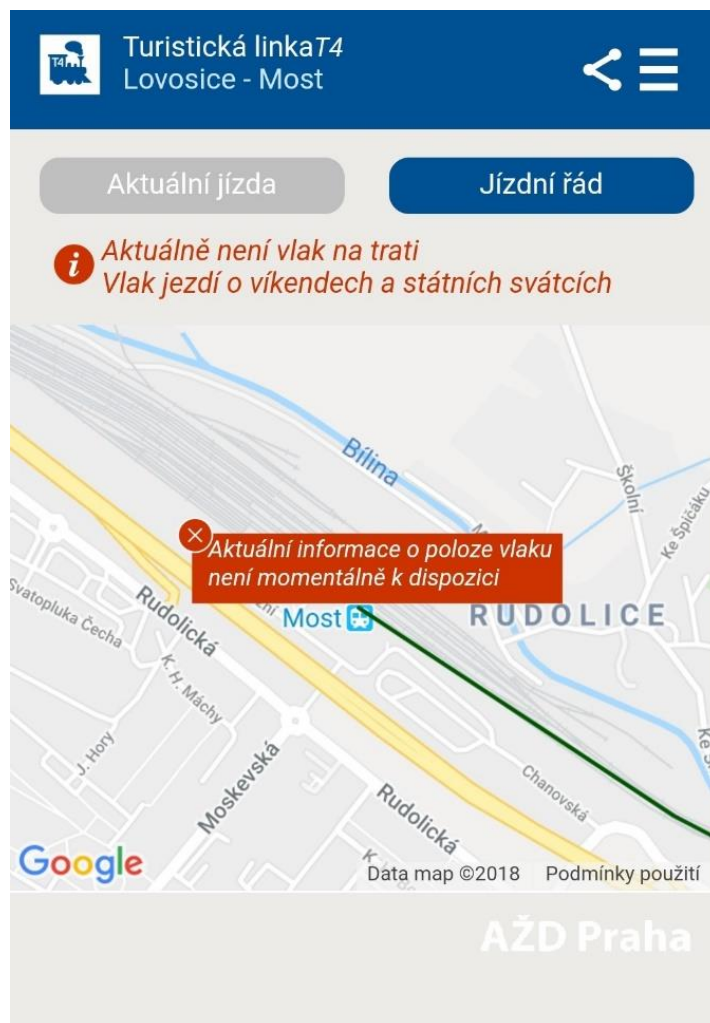 T4
Turistická linkaT4
Lovosice - Most
Aktuální jízda
Jízdní řád
i
Aktuálně není vlak na trati
Vlak jezdí o víkendech a státních svátcích
Bílina
Školní
Ke Špičáku
Aktuální informace o poloze vlaku
není momentálně k dispozici
Svatopluka Čecha
Rudolická
Most
RUDOLICE
K. H. Máchy
J. Hory
Moskevská
Chanovská
Rudolická
Google
Data map ©2018
Podmínky použití
AŽD Praha